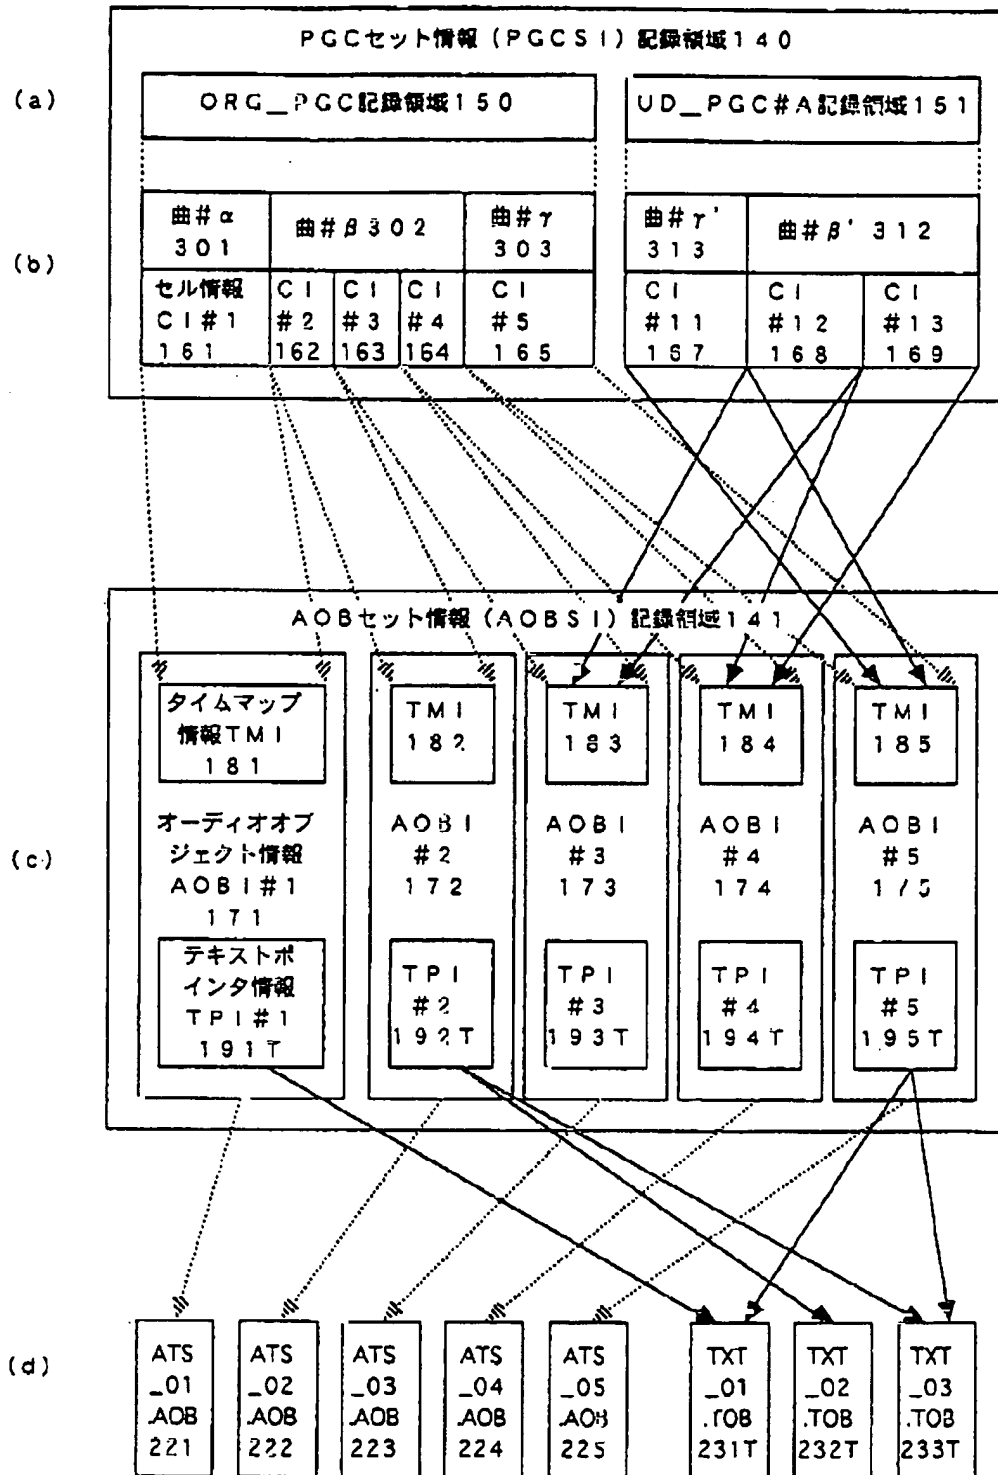 PGCセット情報（PGCSI）記録領域140
(a)
ORG_PGC記録領域150
UD_PGC#A記録領域151
(b)
曲#α
301
曲#β302
曲#γ
303
曲#γ'
313
曲#β'312
セル情報
CI#1
161
CI
#2
162
CI
#3
163
CI
#4
164
CI
#5
165
CI
#11
167
CI
#12
168
CI
#13
169
AOBセット情報（AOBSI）記録領域141
(c)
タイムマップ
情報TMI
181
TMI
182
TMI
183
TMI
184
TMI
185
オーディオオブ
ジェクト情報
AOBI#1
171
AOBI
#2
172
AOBI
#3
173
AOBI
#4
174
AOBI
#5
175
テキストポ
インタ情報
TPI#1
191T
TPI
#2
192T
TPI
#3
193T
TPI
#4
194T
TPI
#5
195T
(d)
ATS
_01
.AOB
221
ATS
_02
.AOB
222
ATS
_03
.AOB
223
ATS
_04
.AOB
224
ATS
_05
.AOB
225
TXT
_01
.TOB
231T
TXT
_02
.TOB
232T
TXT
_03
.TOB
233T